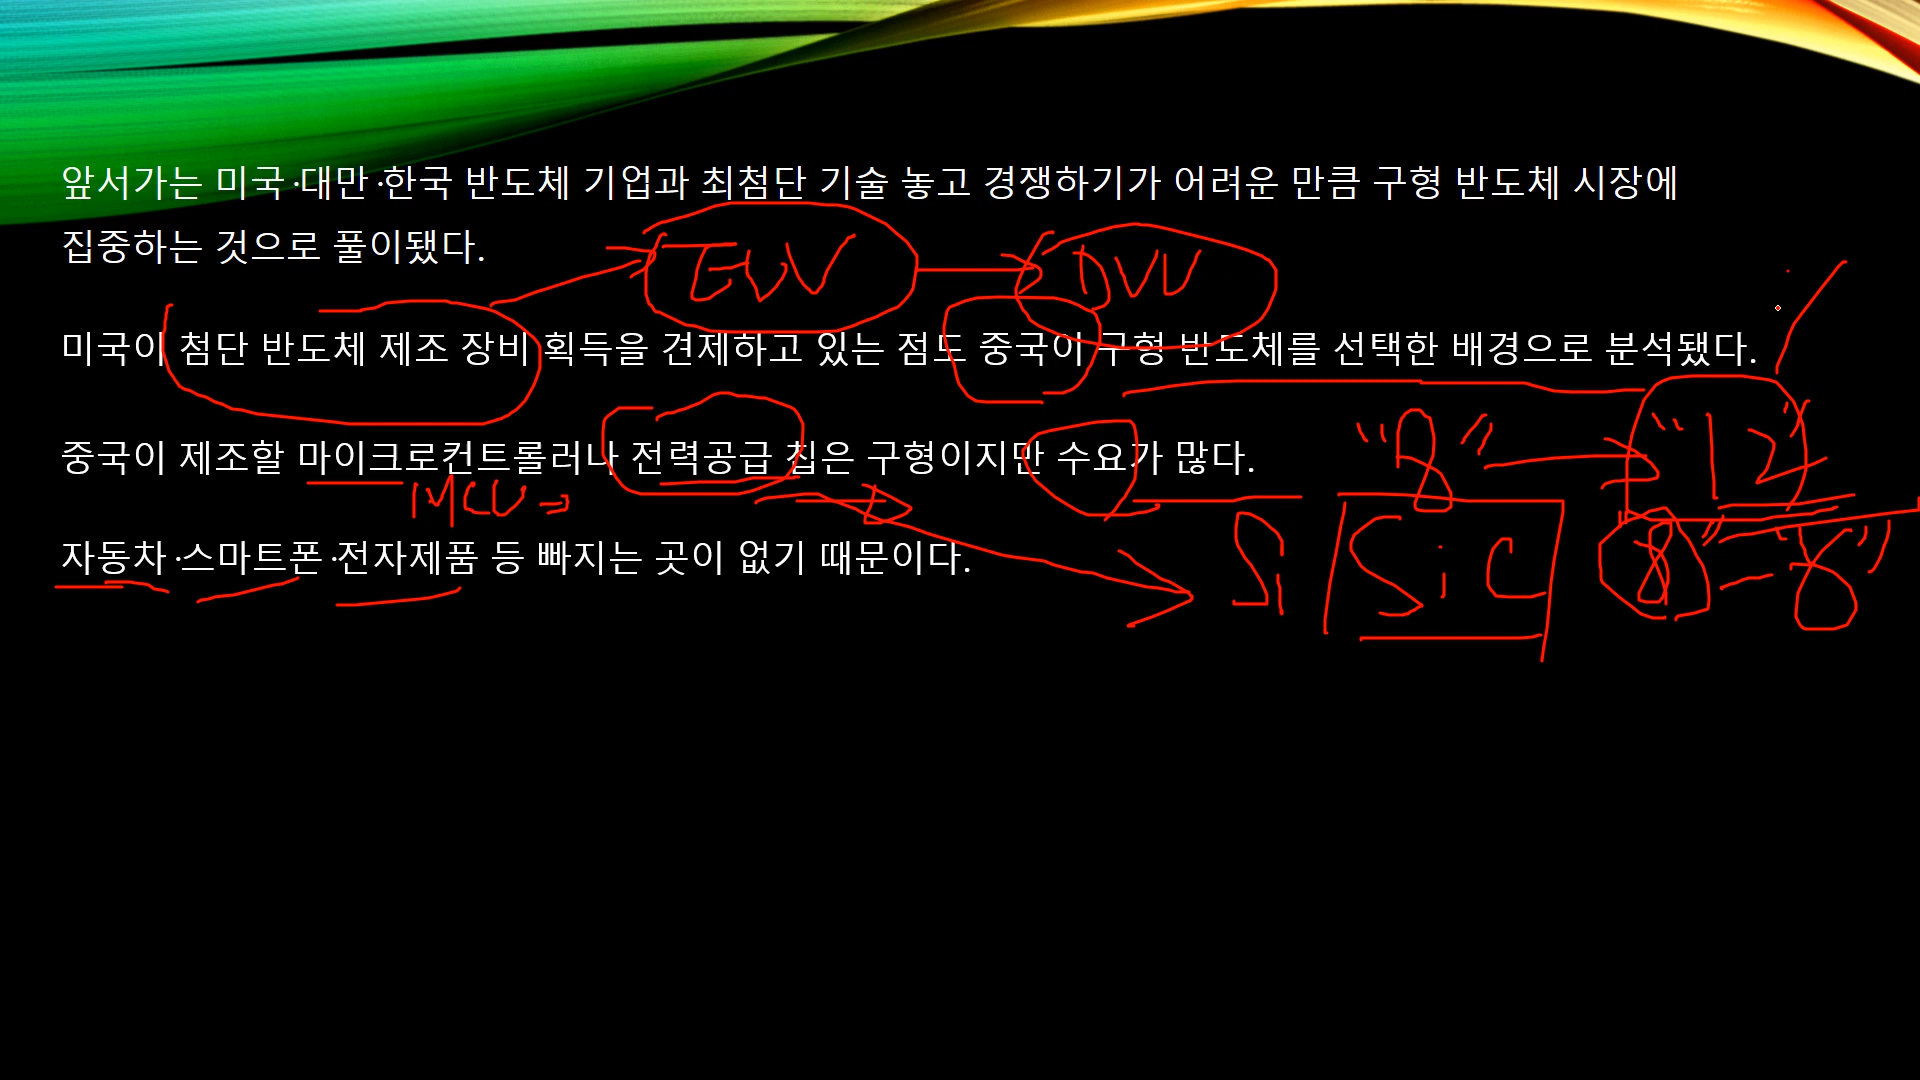 앞서가는 미국·대만·한국 반도체 기업과 최첨단 기술 놓고 경쟁하기가 어려운 만큼 구형 반도체 시장에
집중하는 것으로 풀이됐다.
EUV DUV
미국이 첨단 반도체 제조 장비 획득을 견제하고 있는 점도 중국이 구형 반도체를 선택한 배경으로 분석됐다.
"8" "12"
중국이 제조할 마이크로컨트롤러나 전력공급 칩은 구형이지만 수요가 많다.
MCU
자동차·스마트폰·전자제품 등 빠지는 곳이 없기 때문이다.
Si SiC 8" "8"